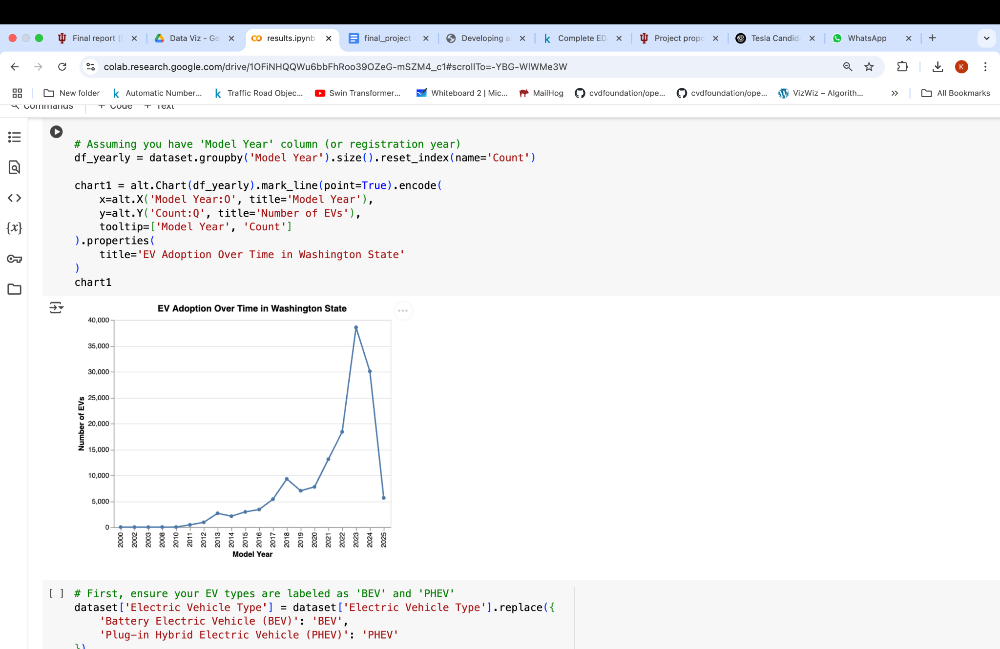 Final report (
Data Viz - Go
results.ipynb
final_project
Developing a
Complete ED
Project propo
Tesla Candid
WhatsApp
colab.research.google.com/drive/1OFiNHQQWu6bbFhRoo39OZeG-mSZM4_c1#scrollTo=-YBG-WlWMe3W
K
New folder
Automatic Number...
Traffic Road Objec...
Swin Transformer...
Whiteboard 2 | Mic...
MailHog
cvdfoundation/ope...
cvdfoundation/ope...
VizWiz – Algorith...
All Bookmarks
Commands + Code + Text
# Assuming you have 'Model Year' column (or registration year)
df_yearly = dataset.groupby('Model Year').size().reset_index(name='Count')
chart1 = alt.Chart(df_yearly).mark_line(point=True).encode(
x=alt.X('Model Year:O', title='Model Year'),
y=alt.Y('Count:Q', title='Number of EVs'),
tooltip=['Model Year', 'Count']
).properties(
title='EV Adoption Over Time in Washington State'
)
chart1
EV Adoption Over Time in Washington State
40,000
35,000
30,000
25,000
20,000
15,000
10,000
5,000
0
Number of EVs
2000 2002 2003 2008 2010 2011 2012 2013 2014 2015 2016 2017 2018 2019 2020 2021 2022 2023 2024 2025
Model Year
[ ] # First, ensure your EV types are labeled as 'BEV' and 'PHEV'
dataset['Electric Vehicle Type'] = dataset['Electric Vehicle Type'].replace({
'Battery Electric Vehicle (BEV)': 'BEV',
'Plug-in Hybrid Electric Vehicle (PHEV)': 'PHEV'
})